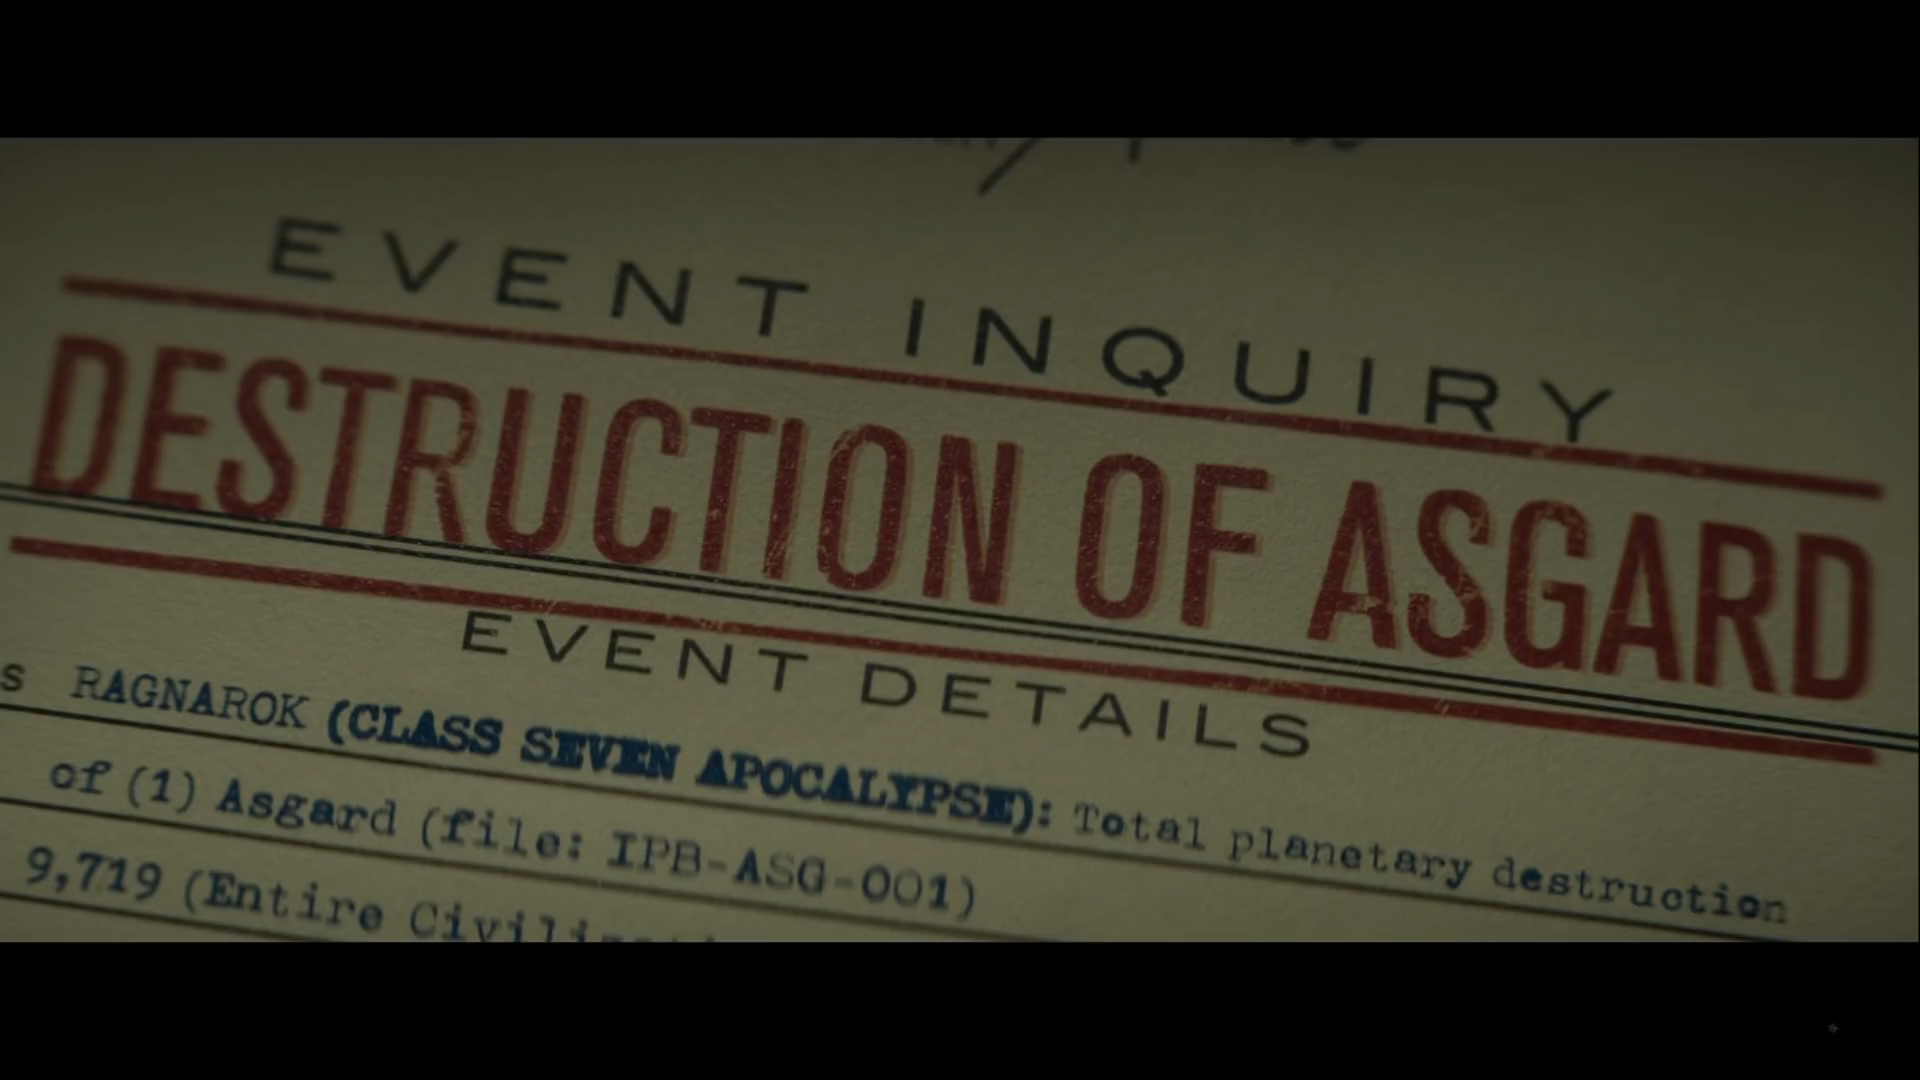 EVENT INQUIRY
DESTRUCTION OF ASGARD
EVENT DETAILS
s RAGNAROK (CLASS SEVEN APOCALYPSE): Total planetary destruction
of (1) Asgard (file: IPB-ASG-001)
9,719 (Entire